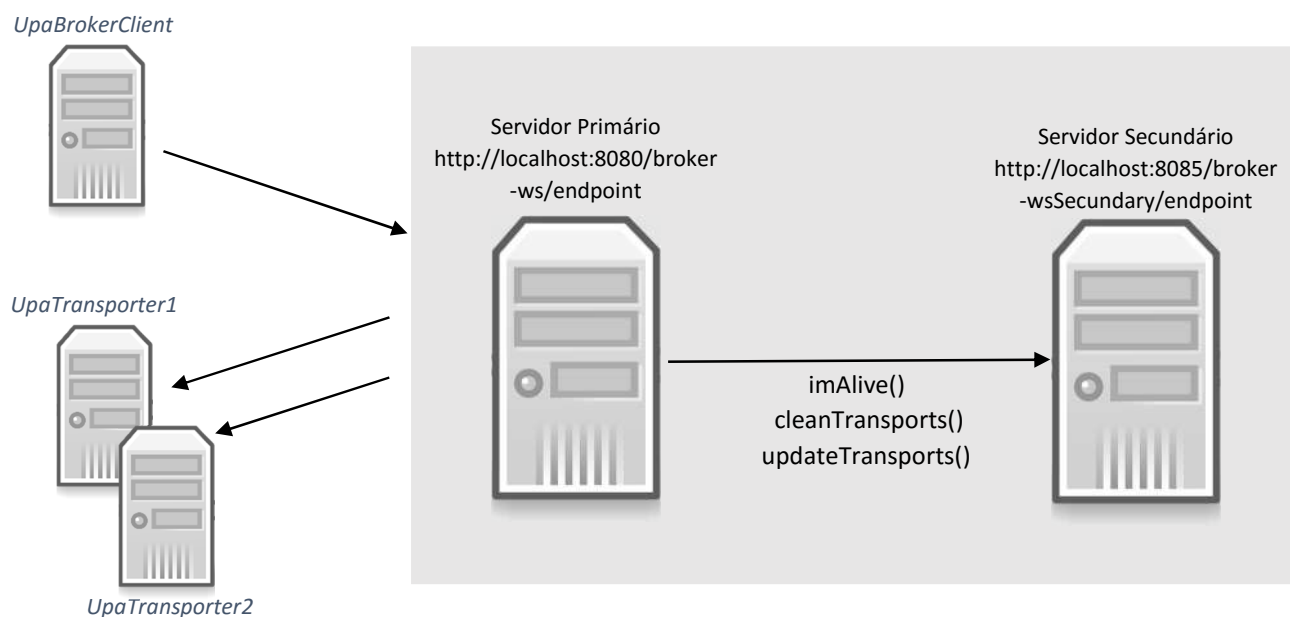 UpaBrokerClient
Servidor Primário
http://localhost:8080/broker
-ws/endpoint
Servidor Secundário
http://localhost:8085/broker
-wsSecundary/endpoint
UpaTransporter1
imAlive()
cleanTransports()
updateTransports()
UpaTransporter2